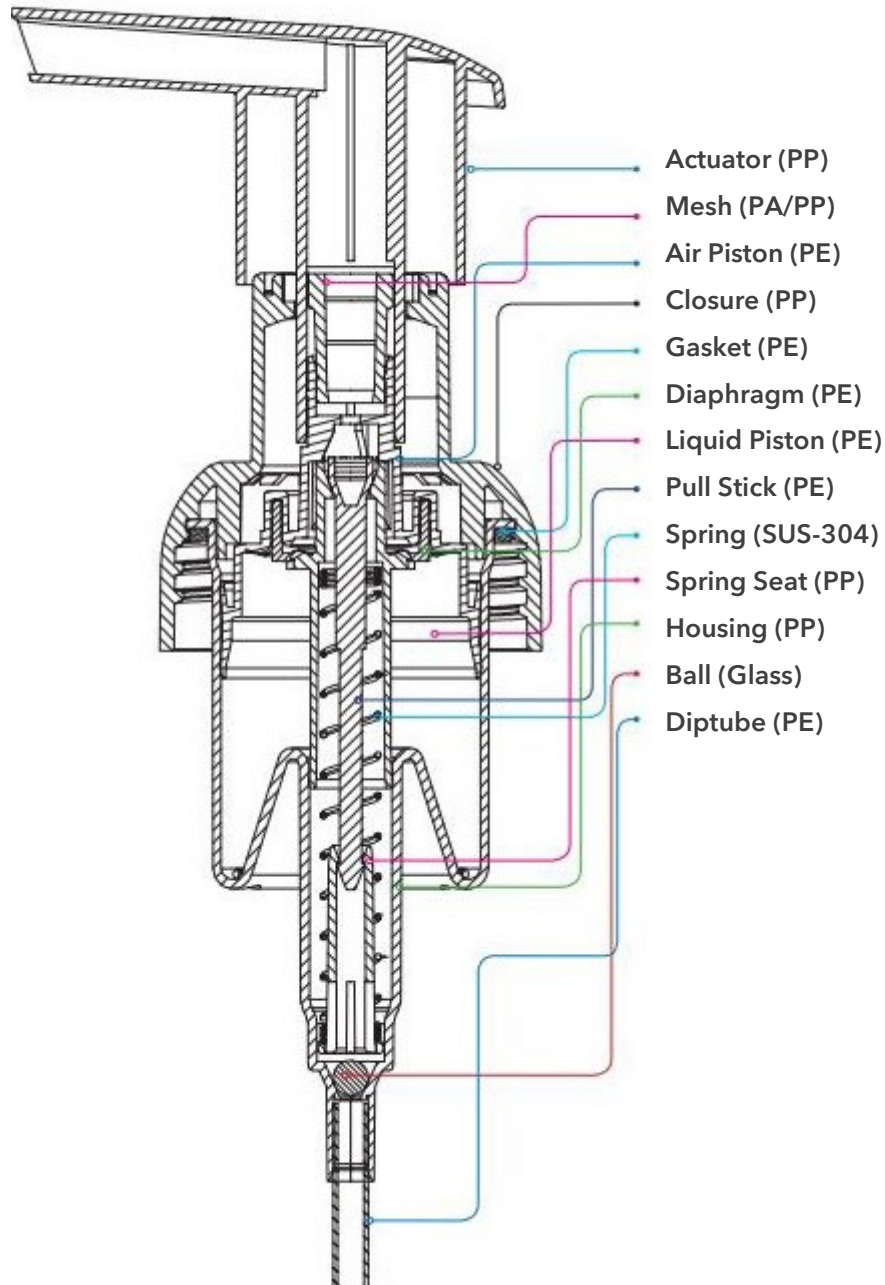 Actuator (PP)
Mesh (PA/PP)
Air Piston (PE)
Closure (PP)
Gasket (PE)
Diaphragm (PE)
Liquid Piston (PE)
Pull Stick (PE)
Spring (SUS-304)
Spring Seat (PP)
Housing (PP)
Ball (Glass)
Diptube (PE)